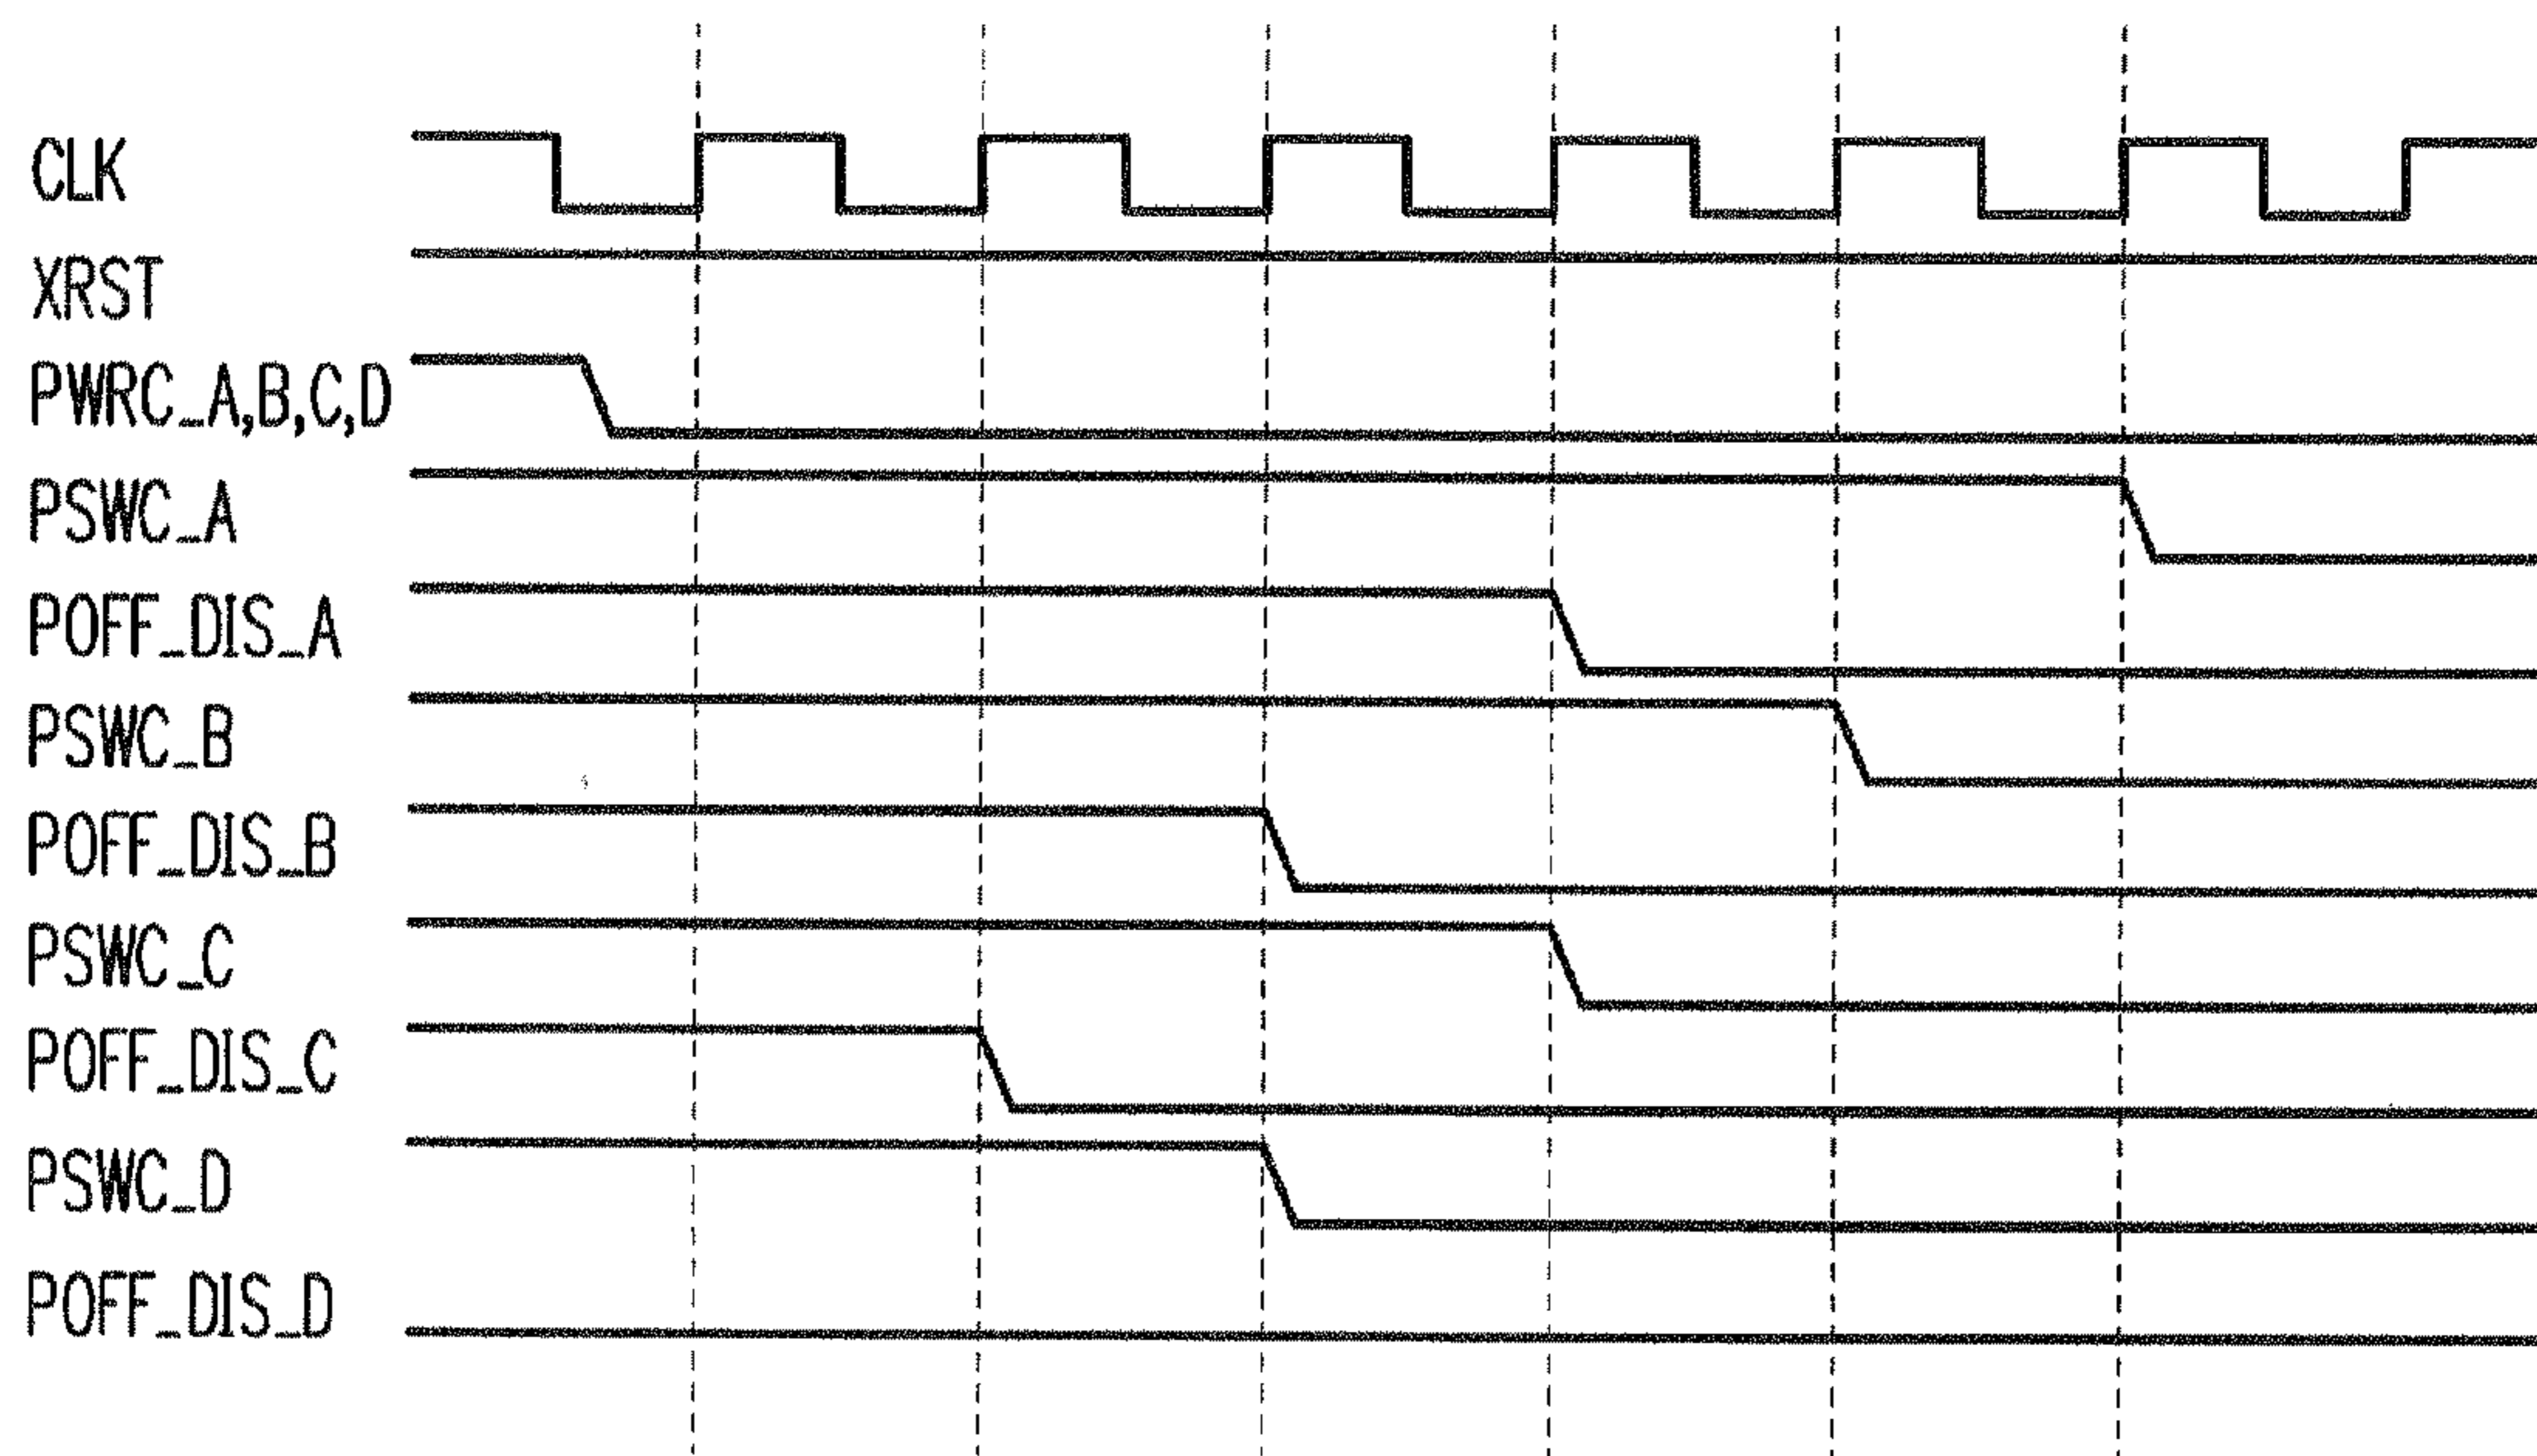 CLK
XRST
PWRC_A,B,C,D
PSWC_A
POFF_DIS_A
PSWC_B
POFF_DIS_B
PSWC_C
POFF_DIS_C
PSWC_D
POFF_DIS_D